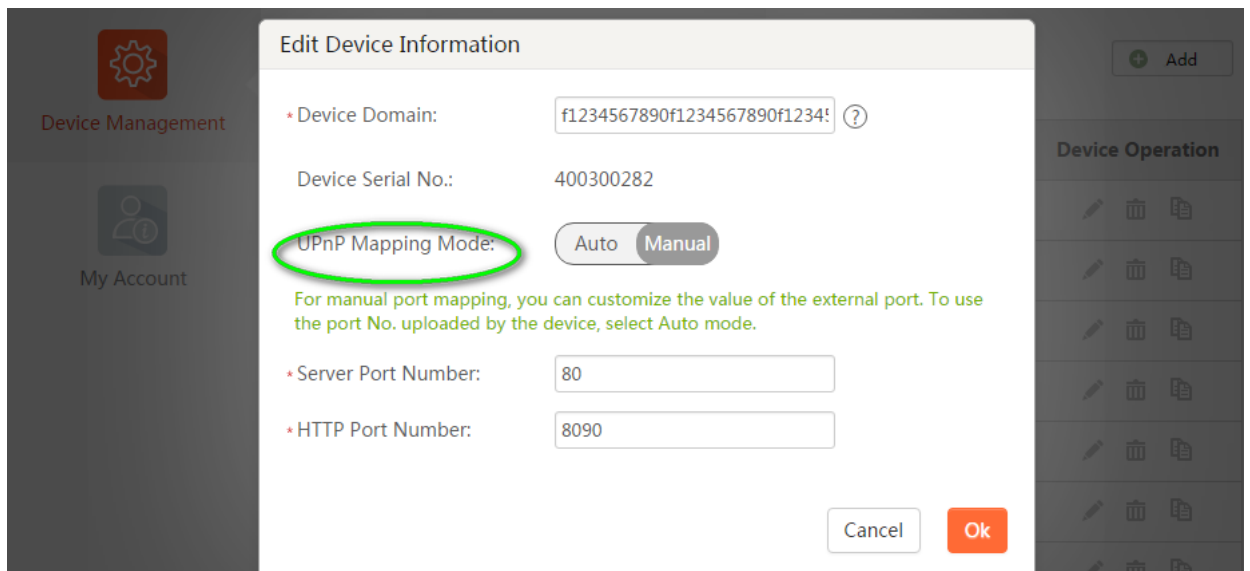 Edit Device Information
Add
Device Management
* Device Domain:
f1234567890f1234567890f1234
?
Device Operation
Device Serial No.:
400300282
UPnP Mapping Mode:
Auto
Manual
My Account
For manual port mapping, you can customize the value of the external port. To use
the port No. uploaded by the device, select Auto mode.
* Server Port Number:
80
* HTTP Port Number:
8090
Cancel
Ok